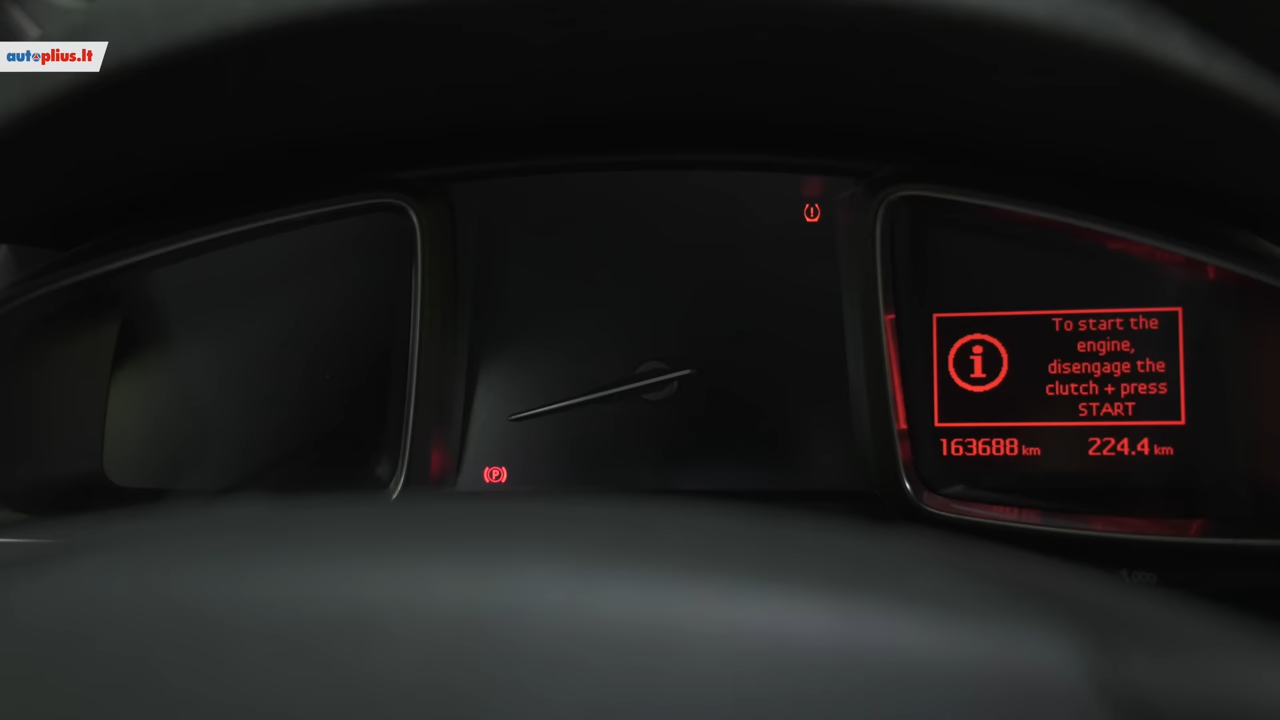 autoplius.lt
To start the
engine,
disengage the
clutch + press
START
163688 km 224.4 km
P